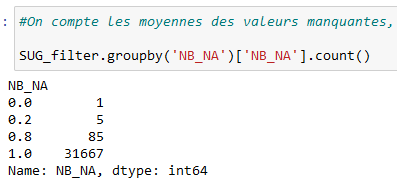 : #On compte les moyennes des valeurs manquantes,
SUG_filter.groupby('NB_NA')['NB_NA'].count()
NB_NA
0.0 1
0.2 5
0.8 85
1.0 31667
Name: NB_NA, dtype: int64